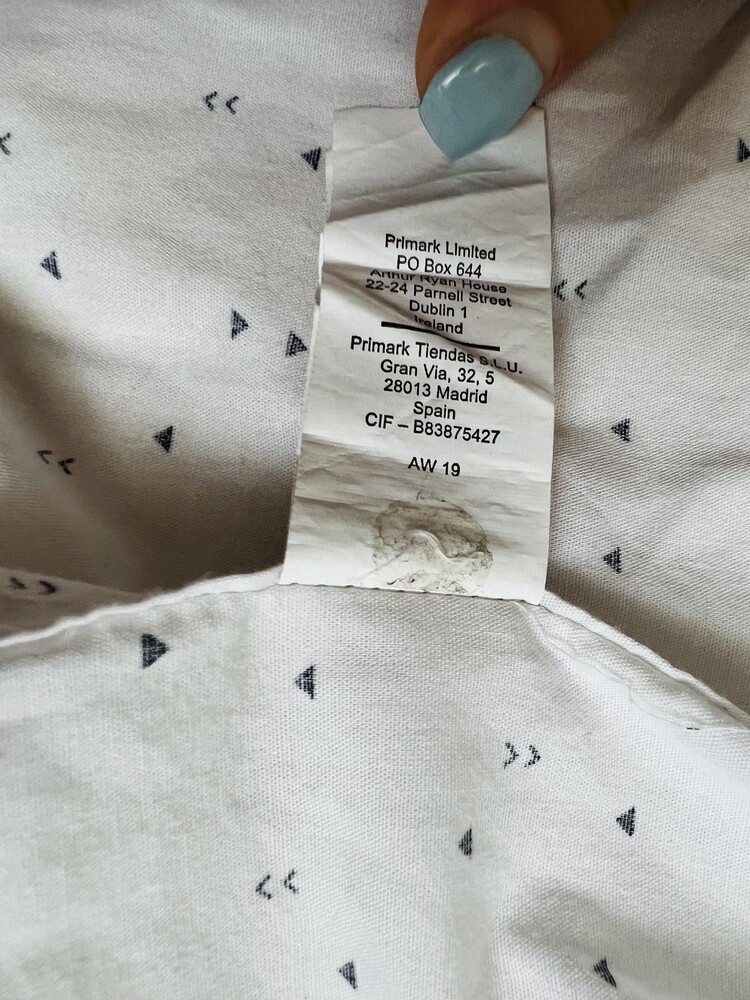 Primark Limited
PO Box 644
Arthur Ryan House
22-24 Parnell Street
Dublin 1
Ireland
Primark Tiendas S.L.U.
Gran Via, 32, 5
28013 Madrid
Spain
CIF – B83875427
AW 19